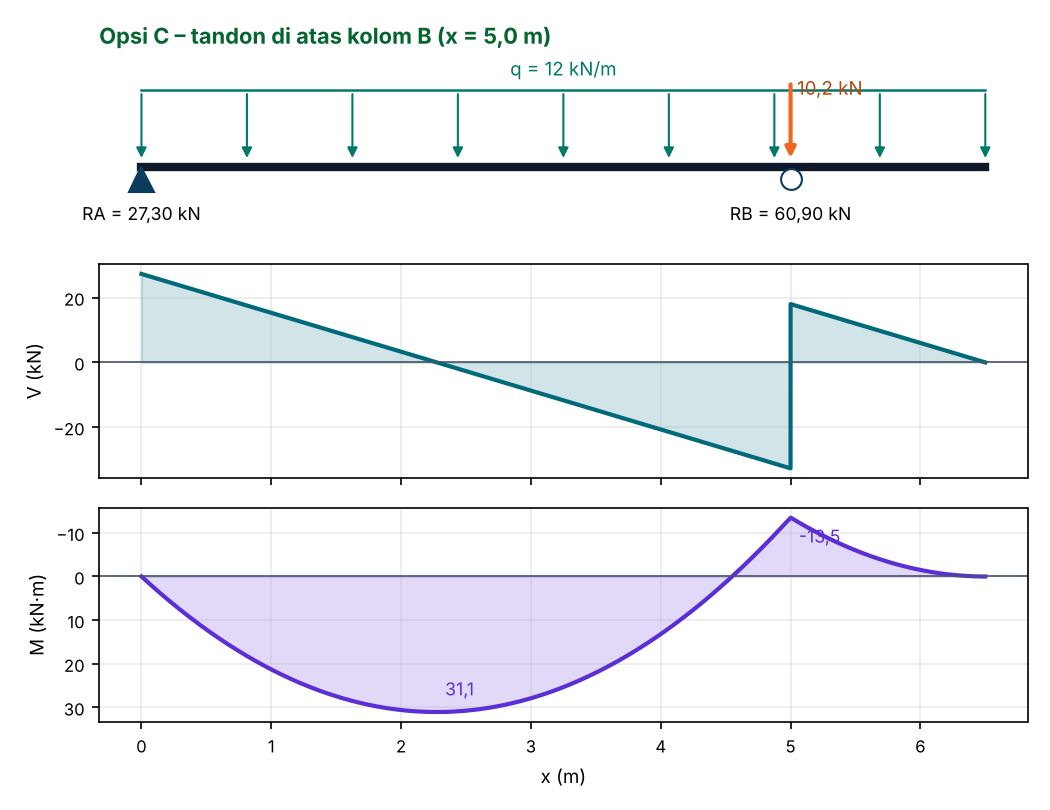 Opsi C – tandon di atas kolom B (x = 5,0 m)
q = 12 kN/m
10,2 kN
RA = 27,30 kN
RB = 60,90 kN
20
0
−20
V (kN)
−10
0
10
20
30
M (kN·m)
-13,5
31,1
0 1 2 3 4 5 6
x (m)